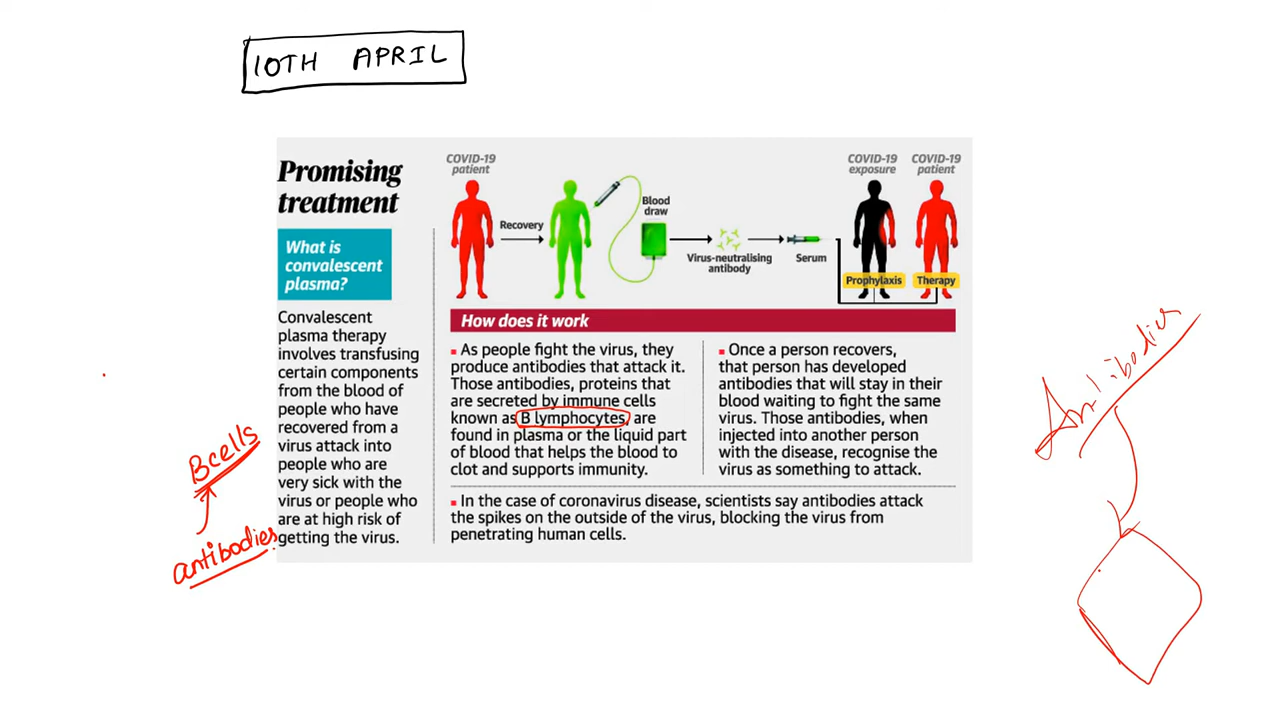 10TH APRIL
Promising
treatment
What is
convalescent
plasma?
Convalescent
plasma therapy
involves transfusing
certain components
from the blood of
people who have
recovered from a
virus attack into
people who are
very sick with the
virus or people who
are at high risk of
getting the virus.
COVID-19
patient
Recovery
Blood
draw
Virus-neutralising
antibody
Serum
COVID-19
exposure
COVID-19
patient
Prophylaxis
Therapy
How does it work
As people fight the virus, they
produce antibodies that attack it.
Those antibodies, proteins that
are secreted by immune cells
known as B lymphocytes, are
found in plasma or the liquid part
of blood that helps the blood to
clot and supports immunity.
Once a person recovers,
that person has developed
antibodies that will stay in their
blood waiting to fight the same
virus. Those antibodies, when
injected into another person
with the disease, recognise the
virus as something to attack.
In the case of coronavirus disease, scientists say antibodies attack
the spikes on the outside of the virus, blocking the virus from
penetrating human cells.
B cells
antibodies
Antibodies